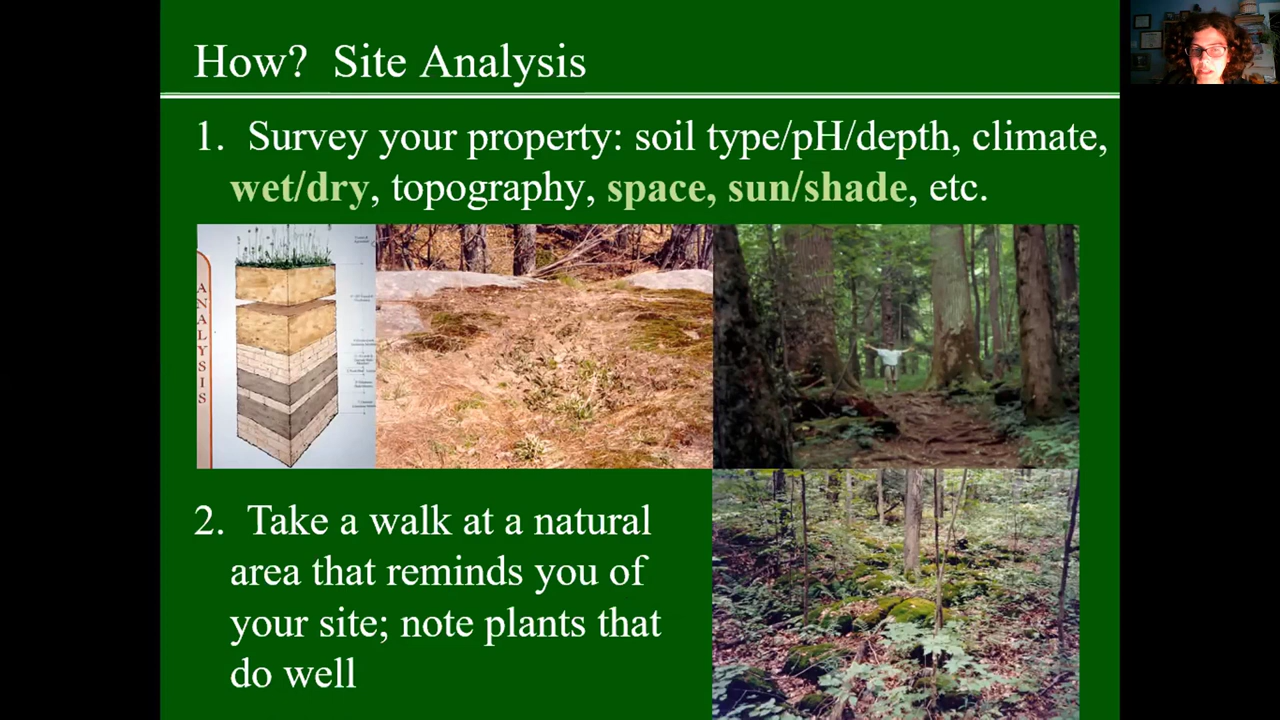 How? Site Analysis
1. Survey your property: soil type/pH/depth, climate,
wet/dry, topography, space, sun/shade, etc.
ANALYSIS
2. Take a walk at a natural
area that reminds you of
your site; note plants that
do well